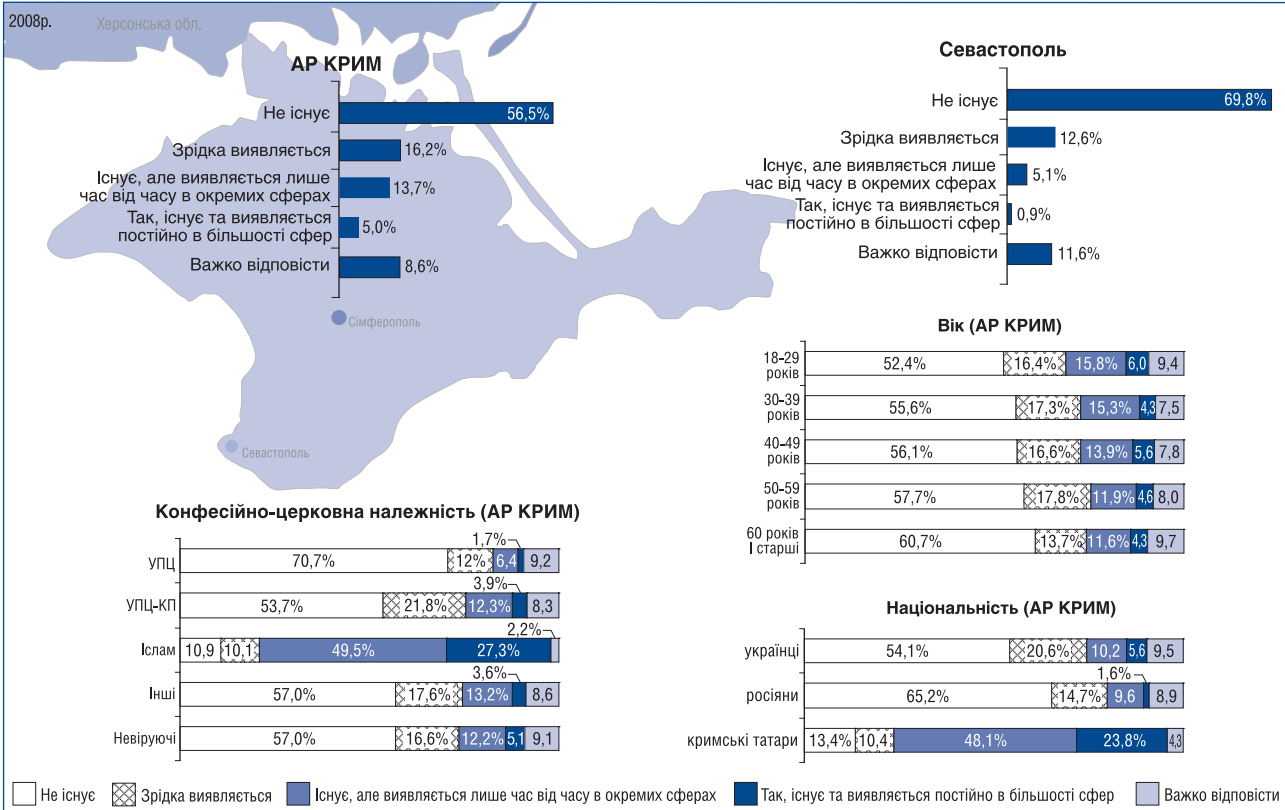 2008р.
Херсонська обл.
АР КРИМ
Не існує
56,5%
Зрідка виявляється
16,2%
Існує, але виявляється лише
час від часу в окремих сферах
13,7%
Так, існує та виявляється
постійно в більшості сфер
5,0%
Важко відповісти
8,6%
Сімферополь
Севастополь
Севастополь
Не існує
69,8%
Зрідка виявляється
12,6%
Існує, але виявляється лише
час від часу в окремих сферах
5,1%
Так, існує та виявляється
постійно в більшості сфер
0,9%
Важко відповісти
11,6%
Вік (АР КРИМ)
18–29
років
52,4% 16,4% 15,8% 6,0 9,4
30–39
років
55,6% 17,3% 15,3% 4,3 7,5
40–49
років
56,1% 16,6% 13,9% 5,6 7,8
50–59
років
57,7% 17,8% 11,9% 4,6 8,0
60 років
І старші
60,7% 13,7% 11,6% 4,3 9,7
Конфесійно-церковна належність (АР КРИМ)
1,7%
УПЦ 70,7% 12% 6,4 9,2
3,9%
УПЦ-КП 53,7% 21,8% 12,3% 8,3
2,2%
Іслам 10,9 10,1 49,5% 27,3%
3,6%
Інші 57,0% 17,6% 13,2% 8,6
Невіруючі 57,0% 16,6% 12,2% 5,1 9,1
Національність (АР КРИМ)
українці 54,1% 20,6% 10,2 5,6 9,5
1,6%
росіяни 65,2% 14,7% 9,6 8,9
кримські татари 13,4% 10,4 48,1% 23,8% 4,3
Не існує Зрідка виявляється Існує, але виявляється лише час від часу в окремих сферах Так, існує та виявляється постійно в більшості сфер Важко відповісти